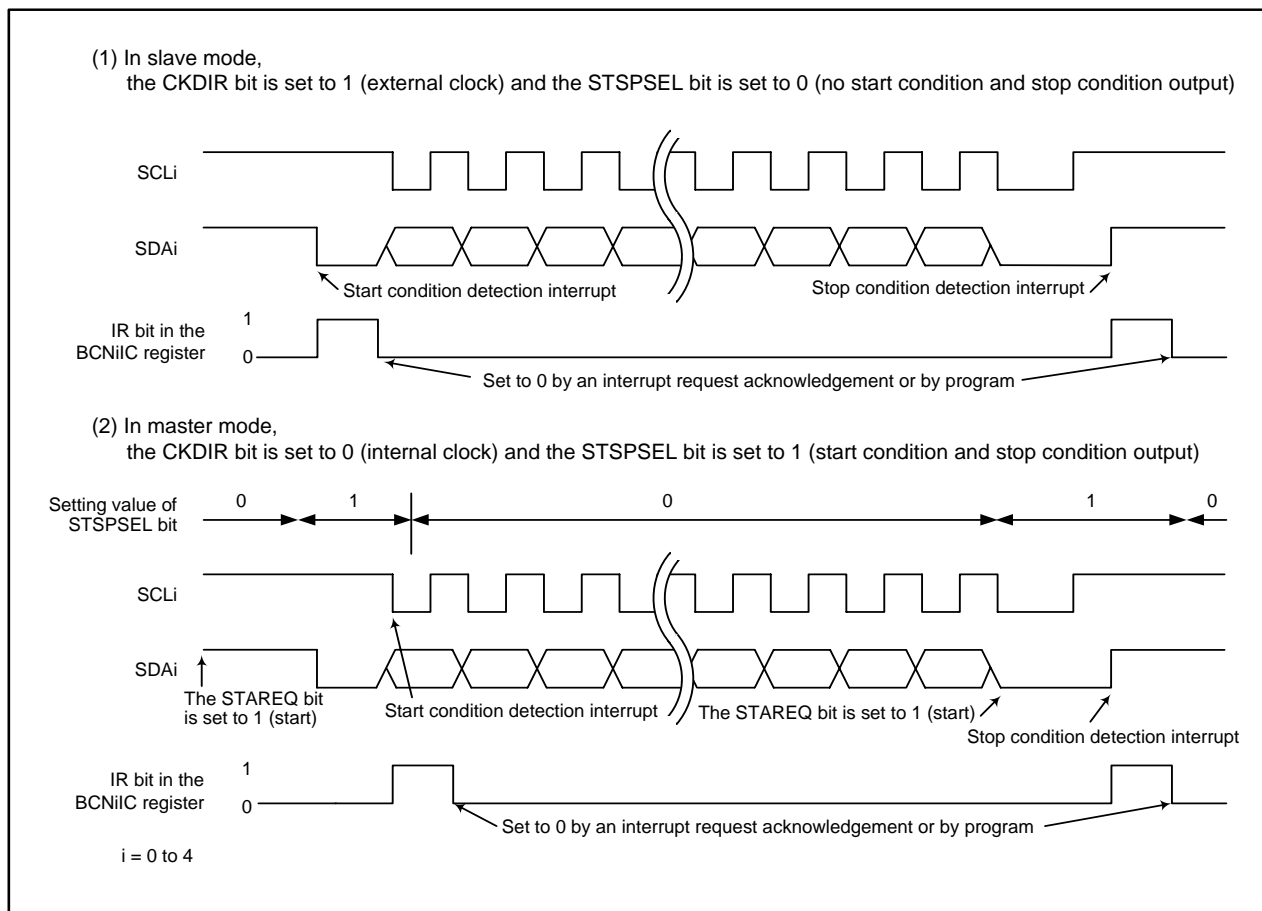 (1) In slave mode,
the CKDIR bit is set to 1 (external clock) and the STSPSEL bit is set to 0 (no start condition and stop condition output)
SCLi
SDAi
Start condition detection interrupt
Stop condition detection interrupt
IR bit in the
BCNiIC register
1
0
Set to 0 by an interrupt request acknowledgement or by program
(2) In master mode,
the CKDIR bit is set to 0 (internal clock) and the STSPSEL bit is set to 1 (start condition and stop condition output)
Setting value of
STSPSEL bit
0
1
0
1
0
SCLi
SDAi
The STAREQ bit
is set to 1 (start)
Start condition detection interrupt
The STAREQ bit is set to 1 (start)
Stop condition detection interrupt
IR bit in the
BCNiIC register
1
0
Set to 0 by an interrupt request acknowledgement or by program
i = 0 to 4